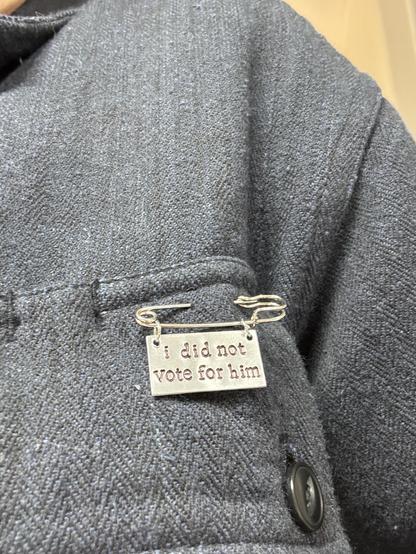 i did not
vote for him